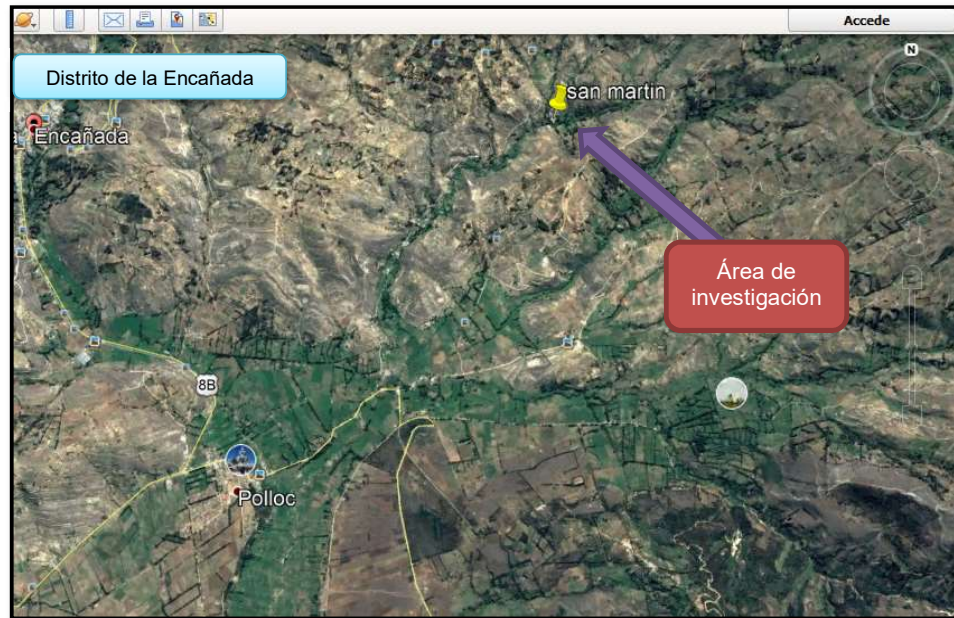 Accede
N
Distrito de la Encañada
san martin
Encañada
Área de
investigación
8B
Polloc